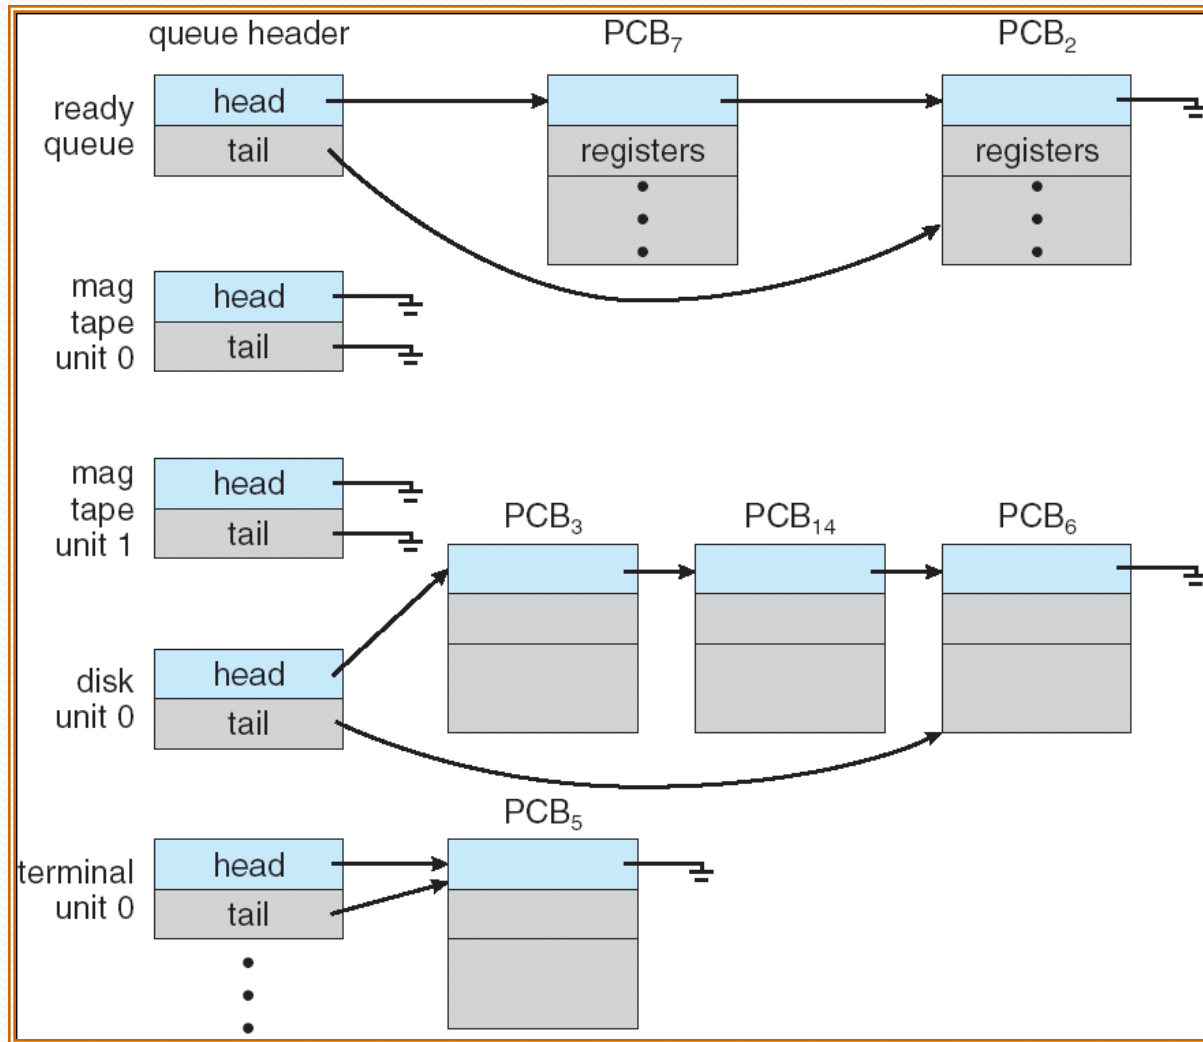 queue header
PCB7
PCB2
ready
queue
head
tail
registers
registers
mag
tape
unit 0
head
tail
mag
tape
unit 1
head
tail
PCB3
PCB14
PCB6
disk
unit 0
head
tail
PCB5
terminal
unit 0
head
tail